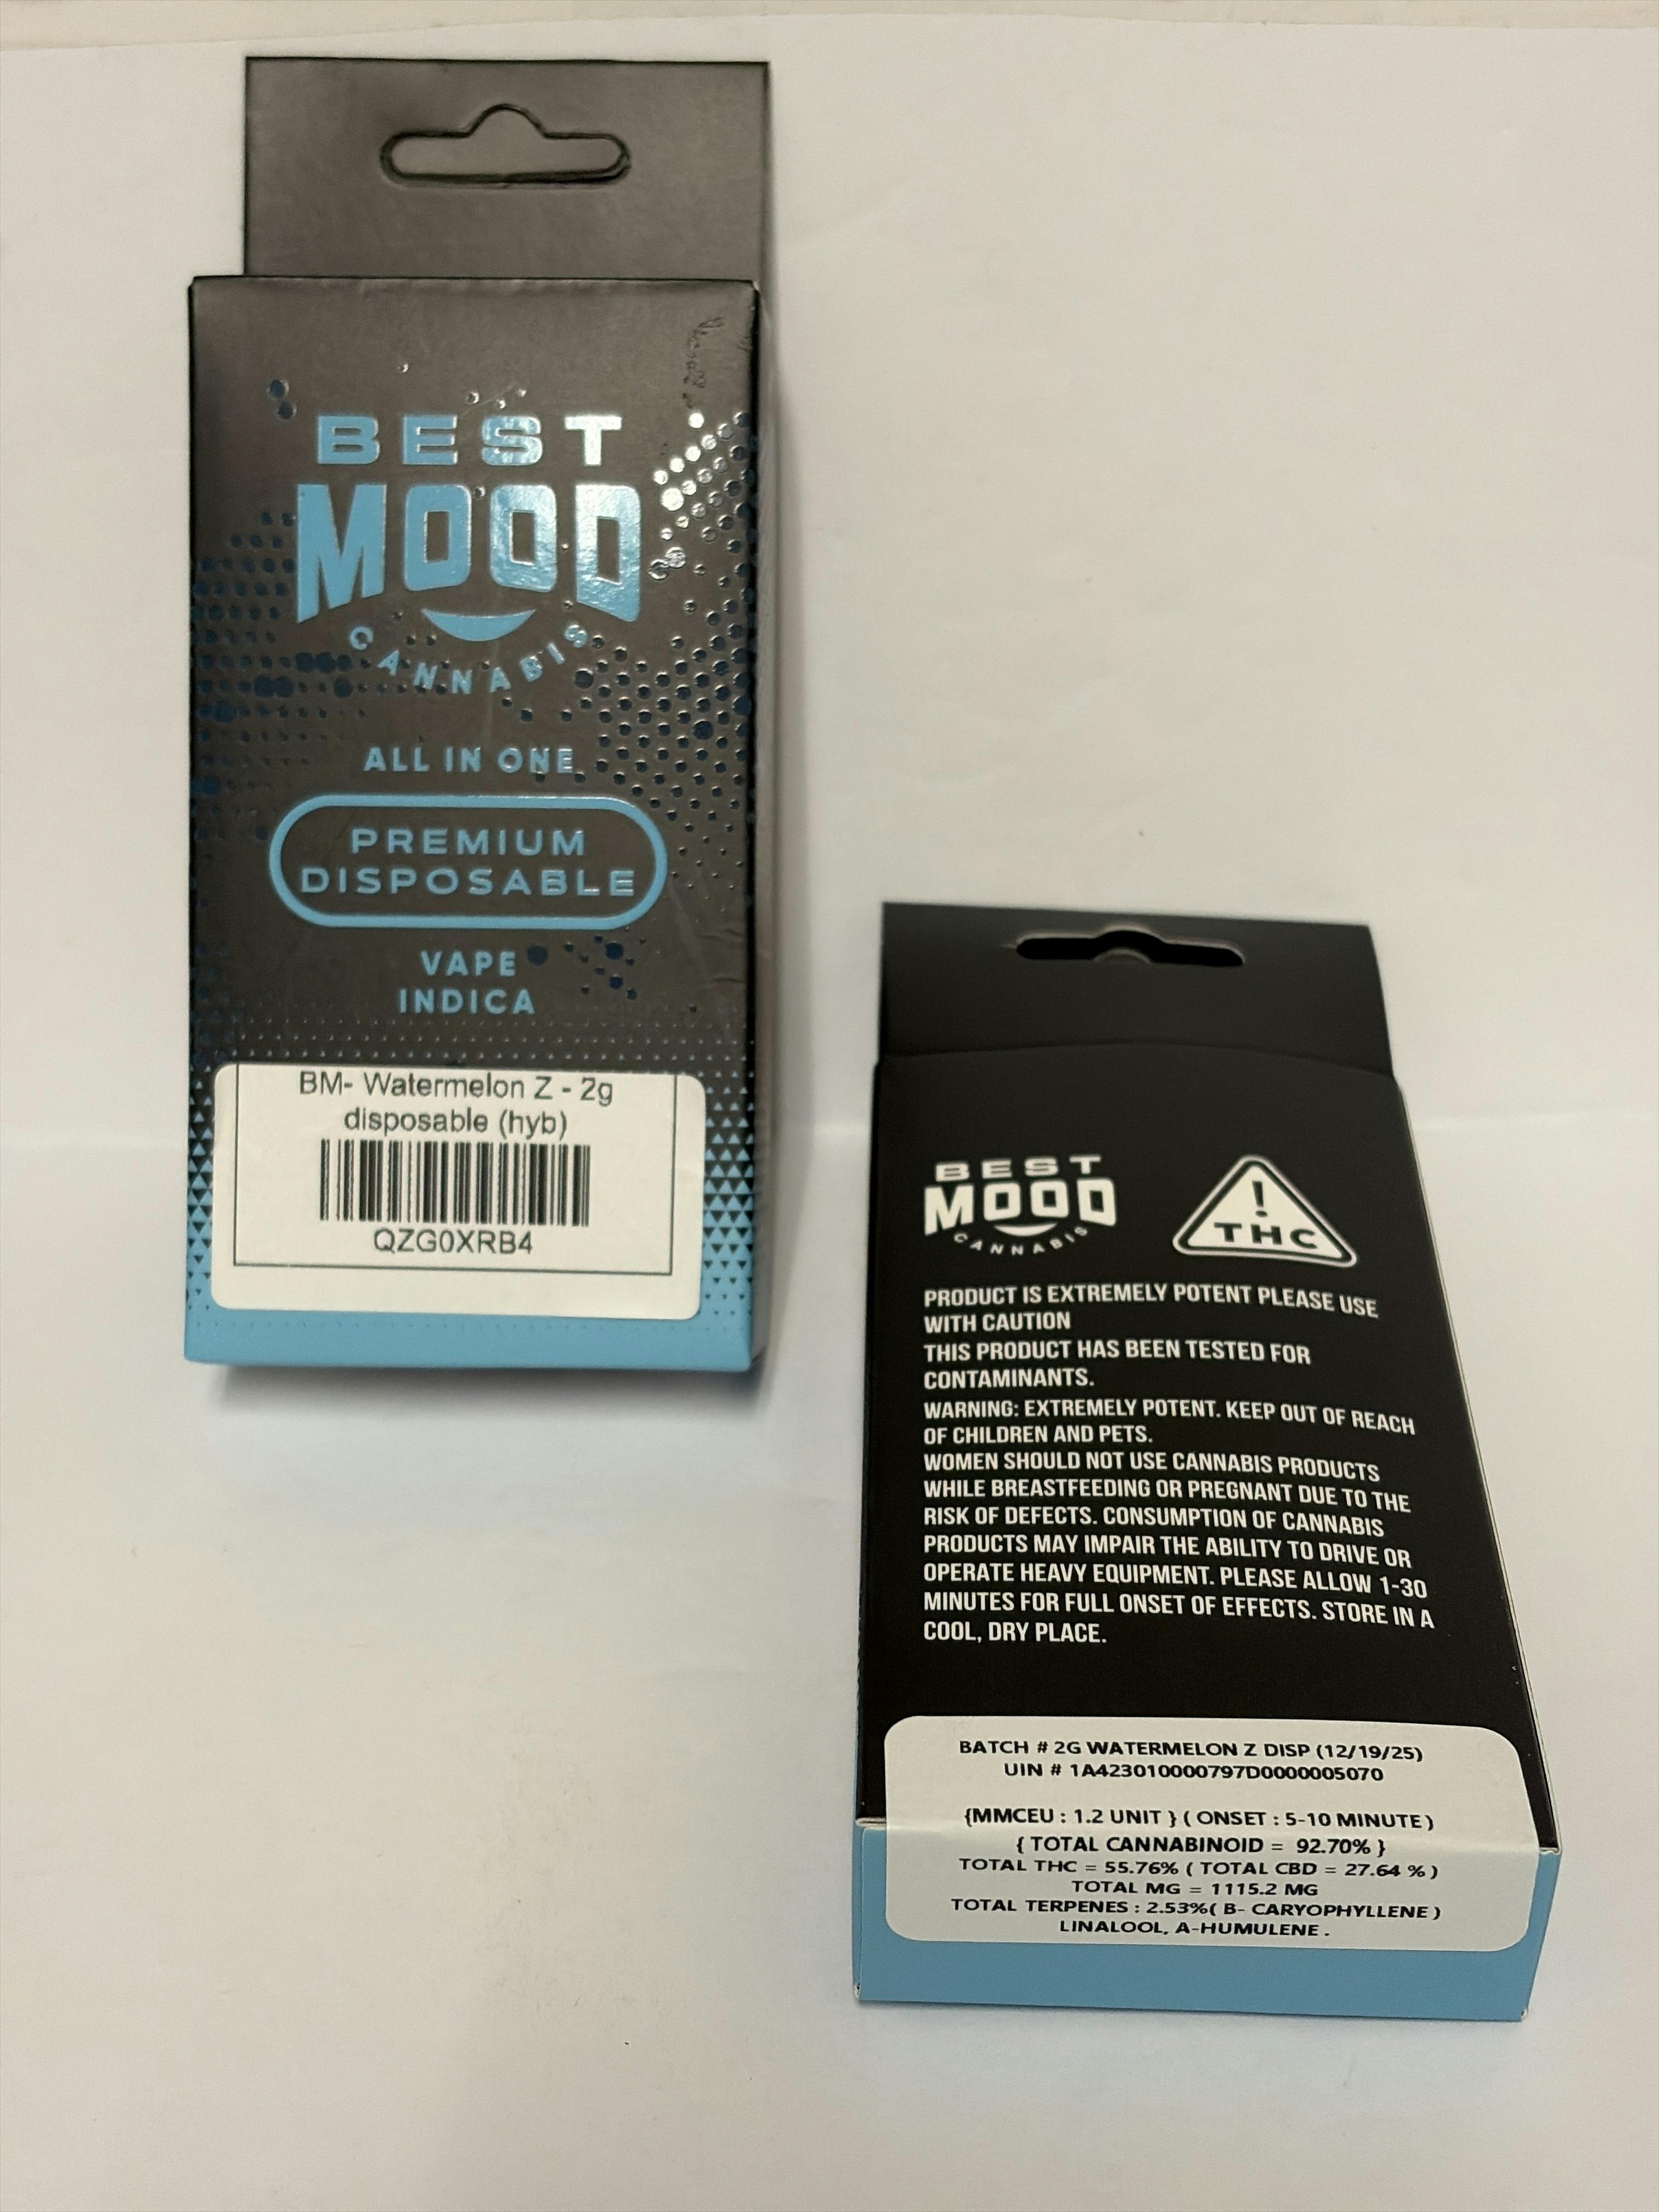 BEST
MOOD
CANNABIS
ALL IN ONE
PREMIUM
DISPOSABLE
VAPE
INDICA
BM- Watermelon Z - 2g
disposable (hyb)
QZG0XRB4
BEST
MOOD
CANNABIS
!
THC
PRODUCT IS EXTREMELY POTENT PLEASE USE
WITH CAUTION
THIS PRODUCT HAS BEEN TESTED FOR
CONTAMINANTS.
WARNING: EXTREMELY POTENT. KEEP OUT OF REACH
OF CHILDREN AND PETS.
WOMEN SHOULD NOT USE CANNABIS PRODUCTS
WHILE BREASTFEEDING OR PREGNANT DUE TO THE
RISK OF DEFECTS. CONSUMPTION OF CANNABIS
PRODUCTS MAY IMPAIR THE ABILITY TO DRIVE OR
OPERATE HEAVY EQUIPMENT. PLEASE ALLOW 1-30
MINUTES FOR FULL ONSET OF EFFECTS. STORE IN A
COOL, DRY PLACE.
BATCH # 2G WATERMELON Z DISP (12/19/25)
UIN # 1A423010000797D0000005070
{MMCEU : 1.2 UNIT } ( ONSET : 5-10 MINUTE )
{ TOTAL CANNABINOID = 92.70% }
TOTAL THC = 55.76% ( TOTAL CBD = 27.64 % )
TOTAL MG = 1115.2 MG
TOTAL TERPENES : 2.53%( B- CARYOPHYLLENE )
LINALOOL, A-HUMULENE .